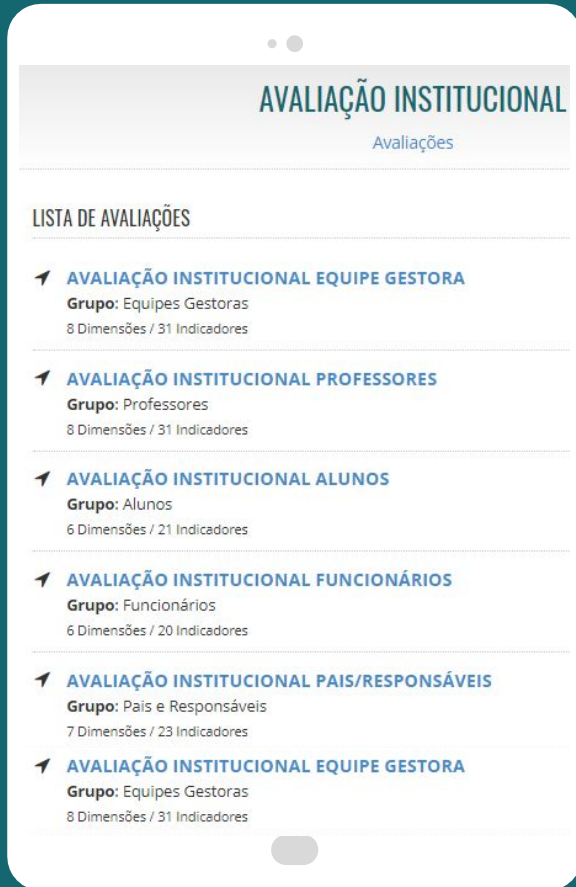 AVALIAÇÃO INSTITUCIONAL
Avaliações
LISTA DE AVALIAÇÕES
AVALIAÇÃO INSTITUCIONAL EQUIPE GESTORA
Grupo: Equipes Gestoras
8 Dimensões / 31 Indicadores
AVALIAÇÃO INSTITUCIONAL PROFESSORES
Grupo: Professores
8 Dimensões / 31 Indicadores
AVALIAÇÃO INSTITUCIONAL ALUNOS
Grupo: Alunos
6 Dimensões / 21 Indicadores
AVALIAÇÃO INSTITUCIONAL FUNCIONÁRIOS
Grupo: Funcionários
6 Dimensões / 20 Indicadores
AVALIAÇÃO INSTITUCIONAL PAIS/RESPONSÁVEIS
Grupo: Pais e Responsáveis
7 Dimensões / 23 Indicadores
AVALIAÇÃO INSTITUCIONAL EQUIPE GESTORA
Grupo: Equipes Gestoras
8 Dimensões / 31 Indicadores